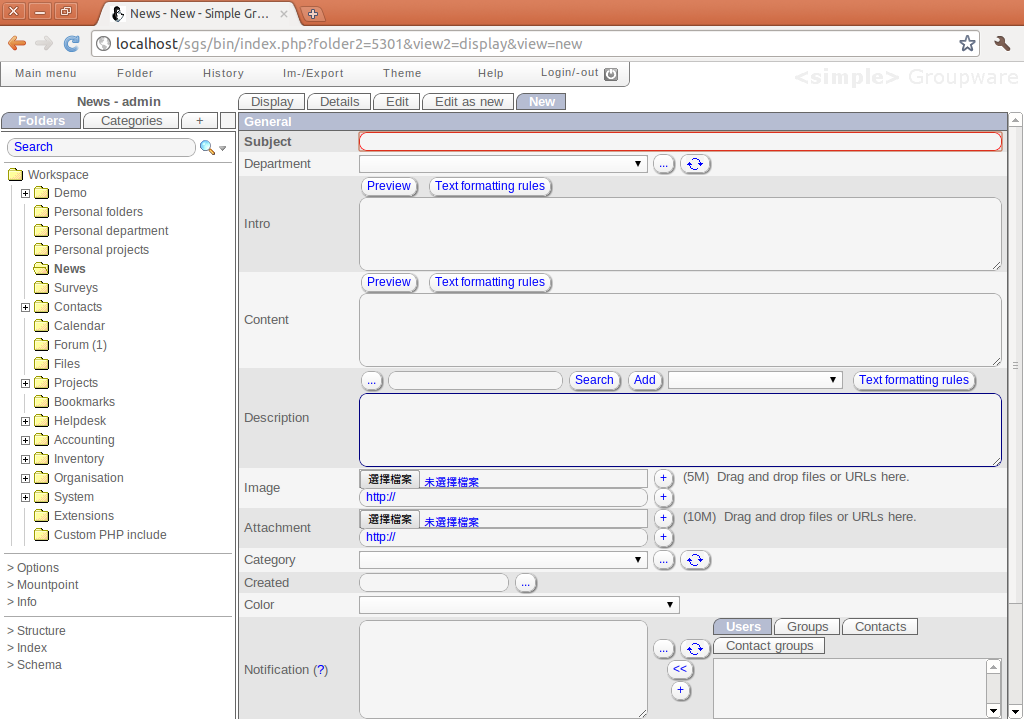 News - New - Simple Gr…
localhost/sgs/bin/index.php?folder2=5301&view2=display&view=new
Main menu Folder History Im-/Export Theme Help Login/-out
<simple> Groupware
News - admin
Display Details Edit Edit as new New
Folders Categories +
General
Search
Subject
Department ...
Workspace
Demo
Personal folders
Personal department
Personal projects
News
Surveys
Contacts
Calendar
Forum (1)
Files
Projects
Bookmarks
Helpdesk
Accounting
Inventory
Organisation
System
Extensions
Custom PHP include
> Options
> Mountpoint
> Info
> Structure
> Index
> Schema
Preview Text formatting rules
Intro
Preview Text formatting rules
Content
... Search Add Text formatting rules
Description
Image
選擇檔案 未選擇檔案 + (5M) Drag and drop files or URLs here.
http:// +
Attachment
選擇檔案 未選擇檔案 + (10M) Drag and drop files or URLs here.
http:// +
Category ...
Created ...
Color
Notification (?)
...
<<
+
Users Groups Contacts
Contact groups